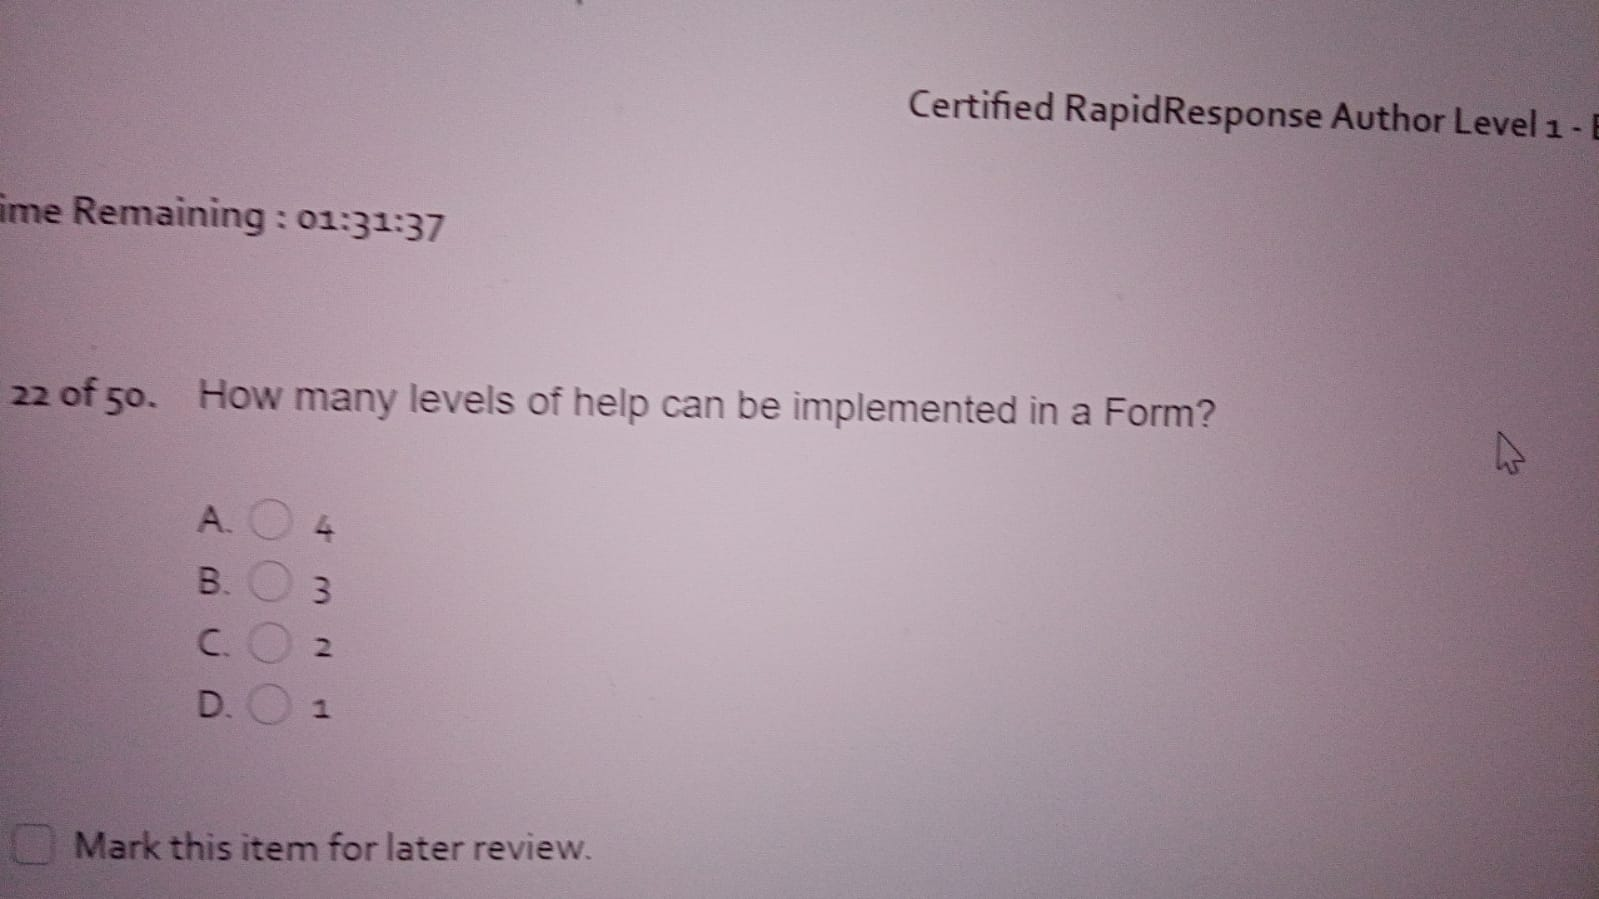 Certified RapidResponse Author Level 1 -
ime Remaining : 01:31:37
22 of 50. How many levels of help can be implemented in a Form?
A. 4
B. 3
C. 2
D. 1
Mark this item for later review.